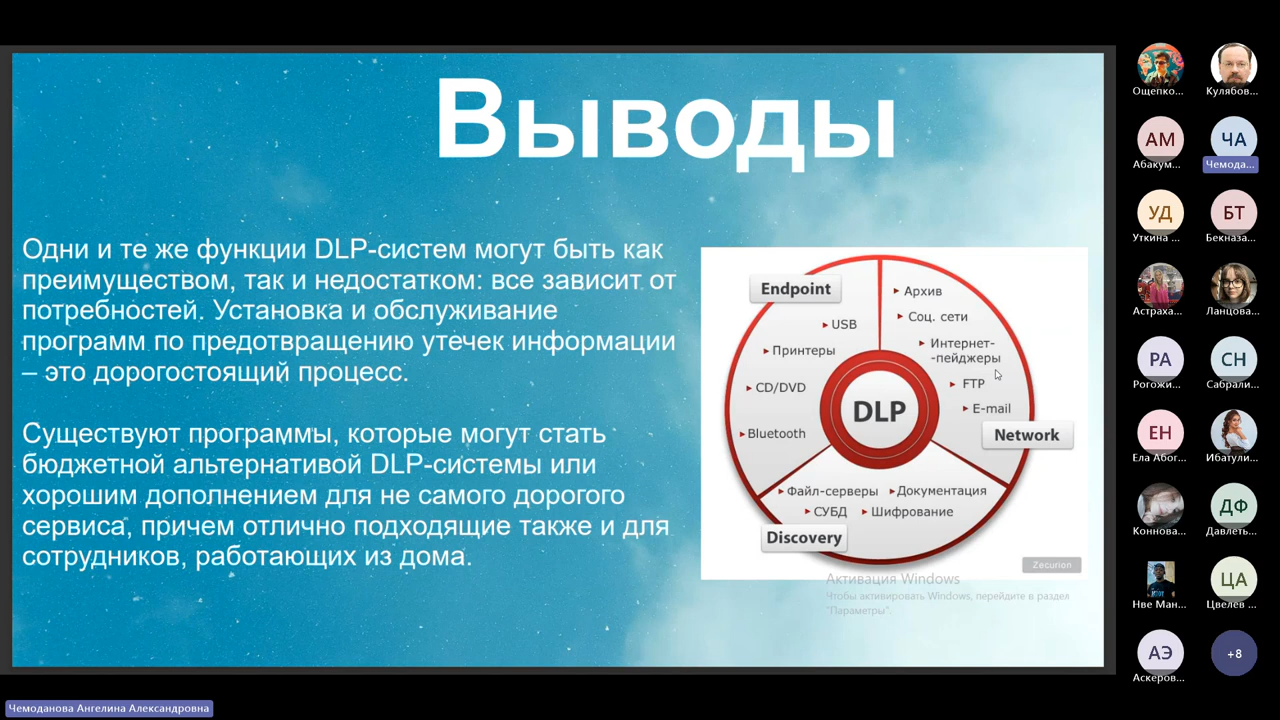 Выводы
Одни и те же функции DLP-систем могут быть как
преимуществом, так и недостатком: все зависит от
потребностей. Установка и обслуживание
программ по предотвращению утечек информации
– это дорогостоящий процесс.
Существуют программы, которые могут стать
бюджетной альтернативой DLP-системы или
хорошим дополнением для не самого дорогого
сервиса, причем отлично подходящие также и для
сотрудников, работающих из дома.
Endpoint
USB
Принтеры
CD/DVD
Bluetooth
Архив
Соц. сети
Интернет-
-пейджеры
FTP
E-mail
Network
DLP
Файл-серверы
Документация
СУБД
Шифрование
Discovery
Zecurion
Активация Windows
Чтобы активировать Windows, перейдите в раздел
"Параметры".
Ощепко...
Кулябов...
АМ
Абакум...
ЧА
Чемода...
УД
Уткина ...
БТ
Бекназа...
Астраха...
Ланцова...
РА
Рогожи...
СН
Сабрали...
ЕН
Ела Абог...
Ибатули...
Коннова...
ДФ
Давлеть...
Нве Ман...
ЦА
Цвелев ...
АЭ
Аскеров...
+8
Чемоданова Ангелина Александровна